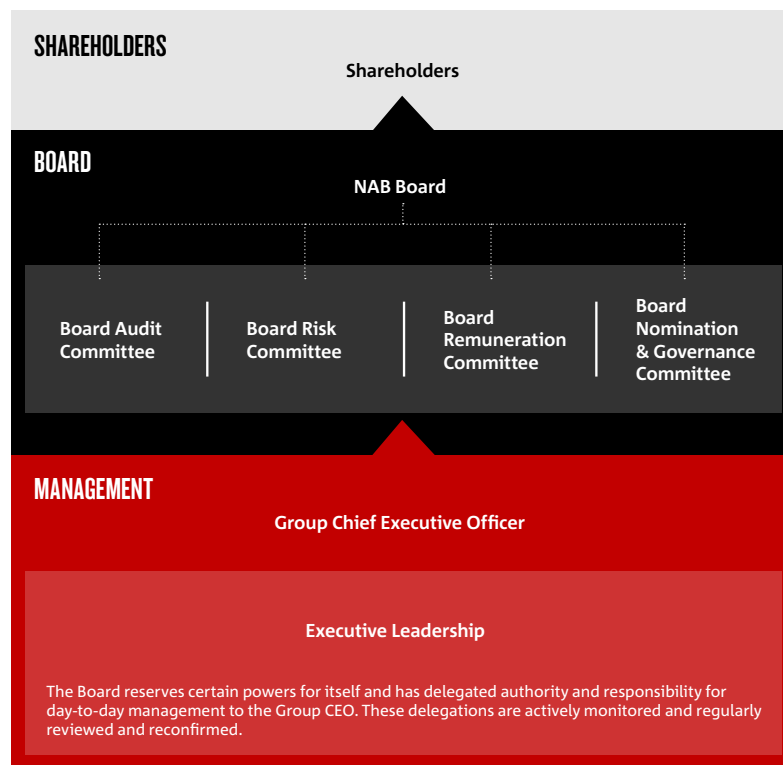 SHAREHOLDERS
Shareholders
BOARD
NAB Board
Board Audit
Committee
Board Risk
Committee
Board
Remuneration
Committee
Board
Nomination
& Governance
Committee
MANAGEMENT
Group Chief Executive Officer
Executive Leadership
The Board reserves certain powers for itself and has delegated authority and responsibility for
day-to-day management to the Group CEO. These delegations are actively monitored and regularly
reviewed and reconfirmed.